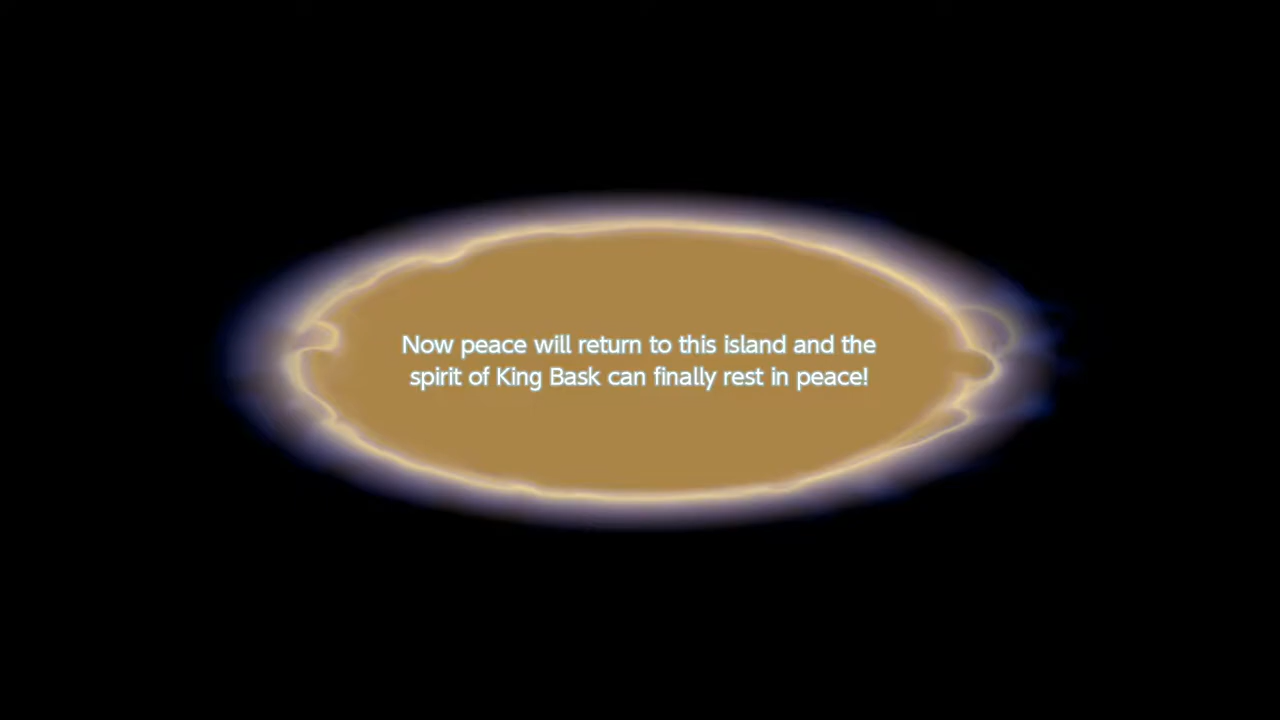 Now peace will return to this island and the
spirit of King Bask can finally rest in peace!